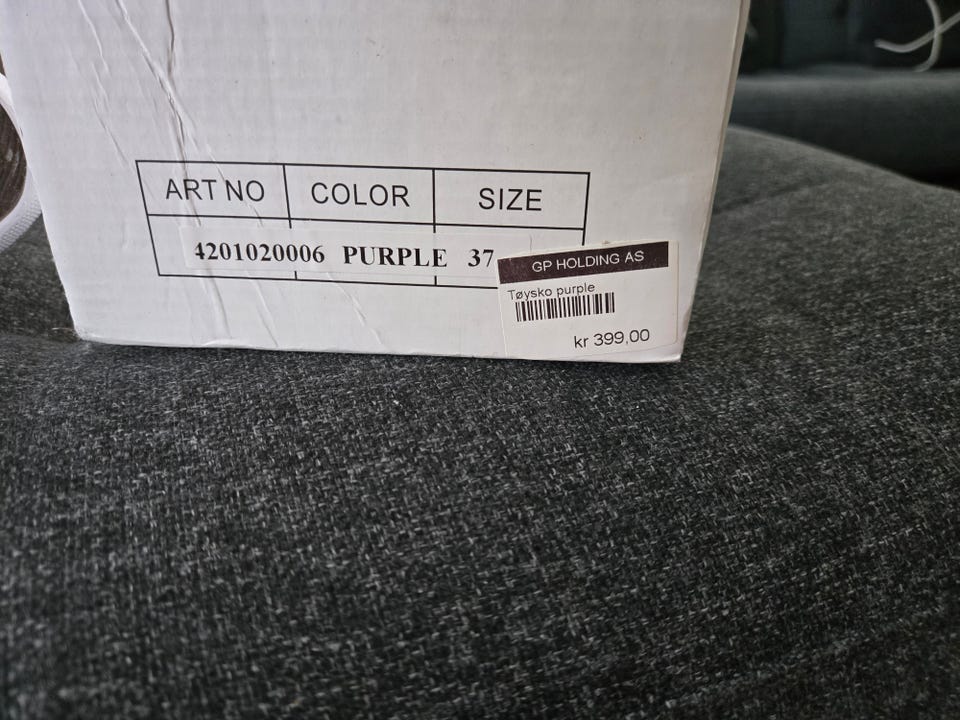 ART NO COLOR SIZE
4201020006 PURPLE 37
GP HOLDING AS
Tøysko purple
kr 399,00